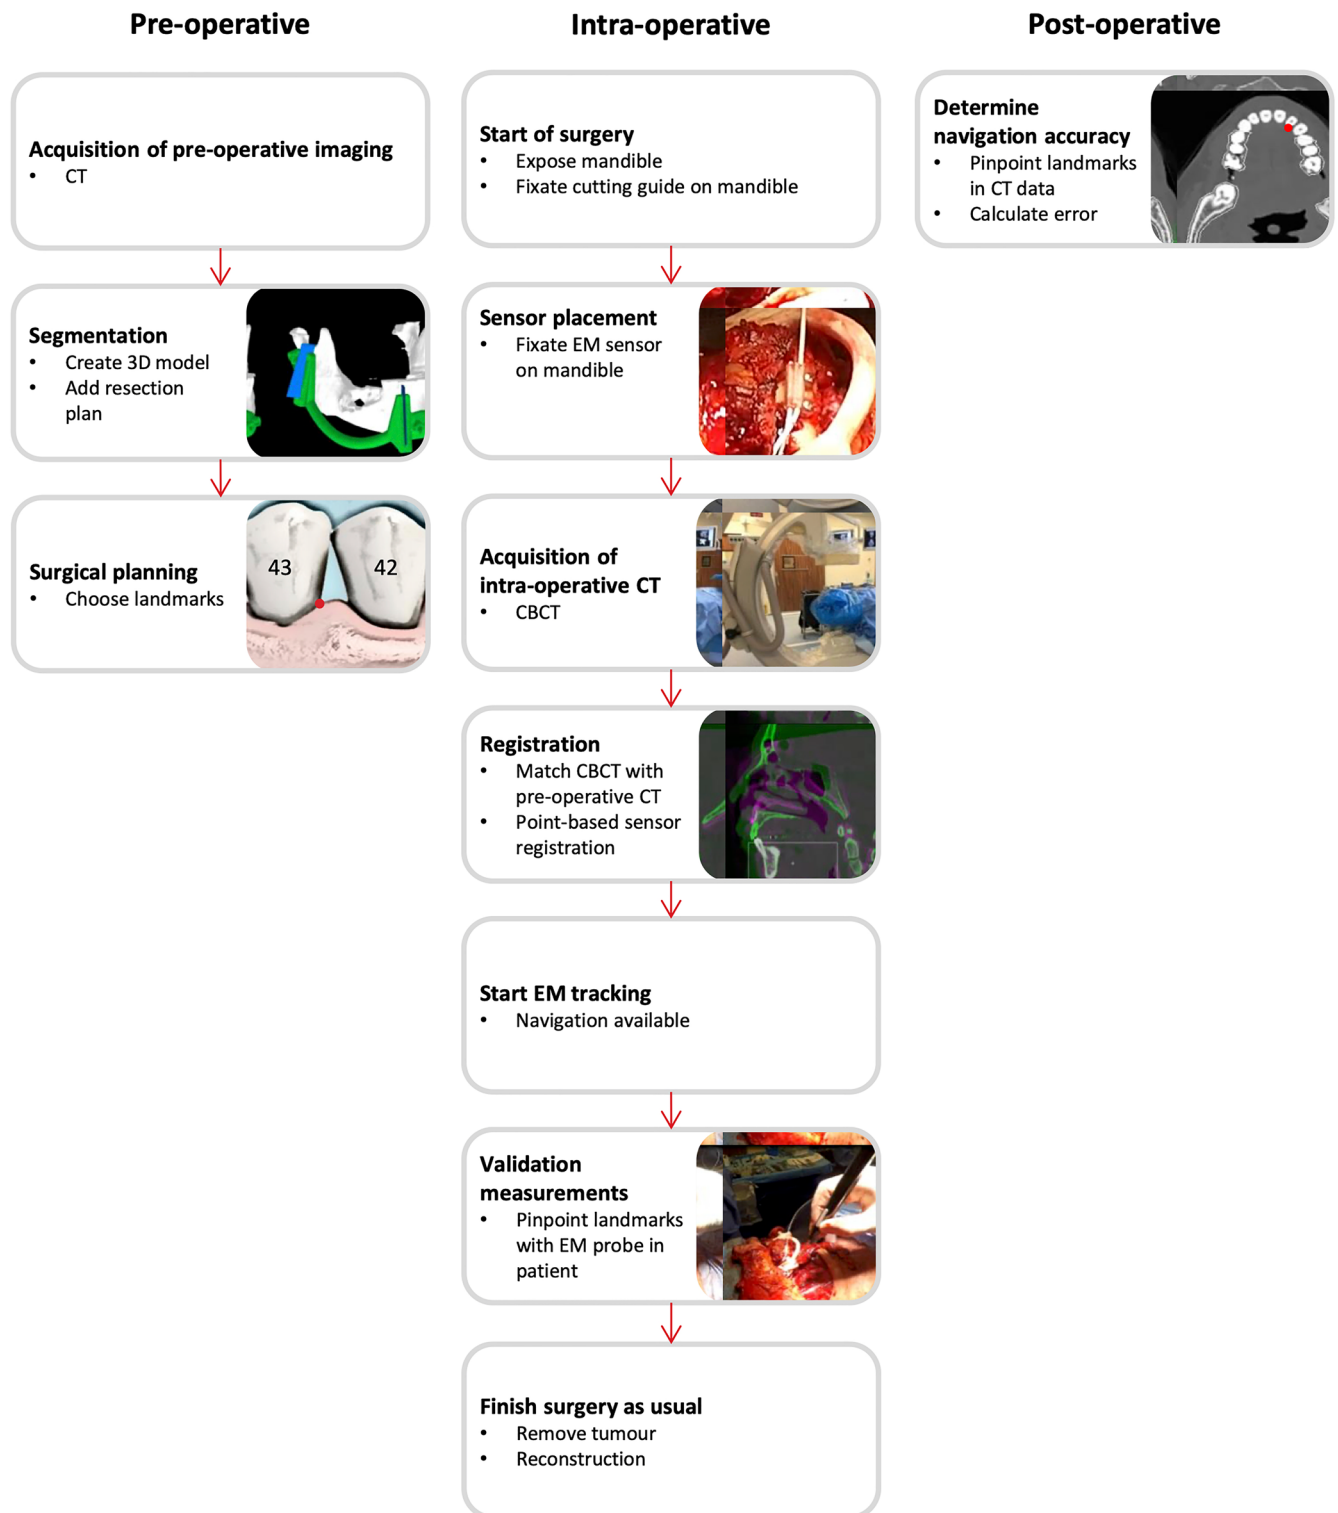 Pre-operative
Acquisition of pre-operative imaging
• CT
Segmentation
• Create 3D model
• Add resection
plan
Surgical planning
• Choose landmarks
43
42
Intra-operative
Start of surgery
• Expose mandible
• Fixate cutting guide on mandible
Sensor placement
• Fixate EM sensor
on mandible
Acquisition of
intra-operative CT
• CBCT
Registration
• Match CBCT with
pre-operative CT
• Point-based sensor
registration
Start EM tracking
• Navigation available
Validation
measurements
• Pinpoint landmarks
with EM probe in
patient
Finish surgery as usual
• Remove tumour
• Reconstruction
Post-operative
Determine
navigation accuracy
• Pinpoint landmarks
in CT data
• Calculate error